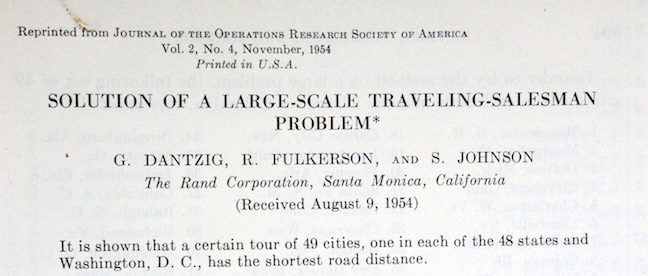 Reprinted from JOURNAL OF THE OPERATIONS RESEARCH SOCIETY OF AMERICA
Vol. 2, No. 4, November, 1954
Printed in U.S.A.
SOLUTION OF A LARGE-SCALE TRAVELING-SALESMAN
PROBLEM*
G. DANTZIG, R. FULKERSON, AND S. JOHNSON
The Rand Corporation, Santa Monica, California
(Received August 9, 1954)
It is shown that a certain tour of 49 cities, one in each of the 48 states and
Washington, D. C., has the shortest road distance.